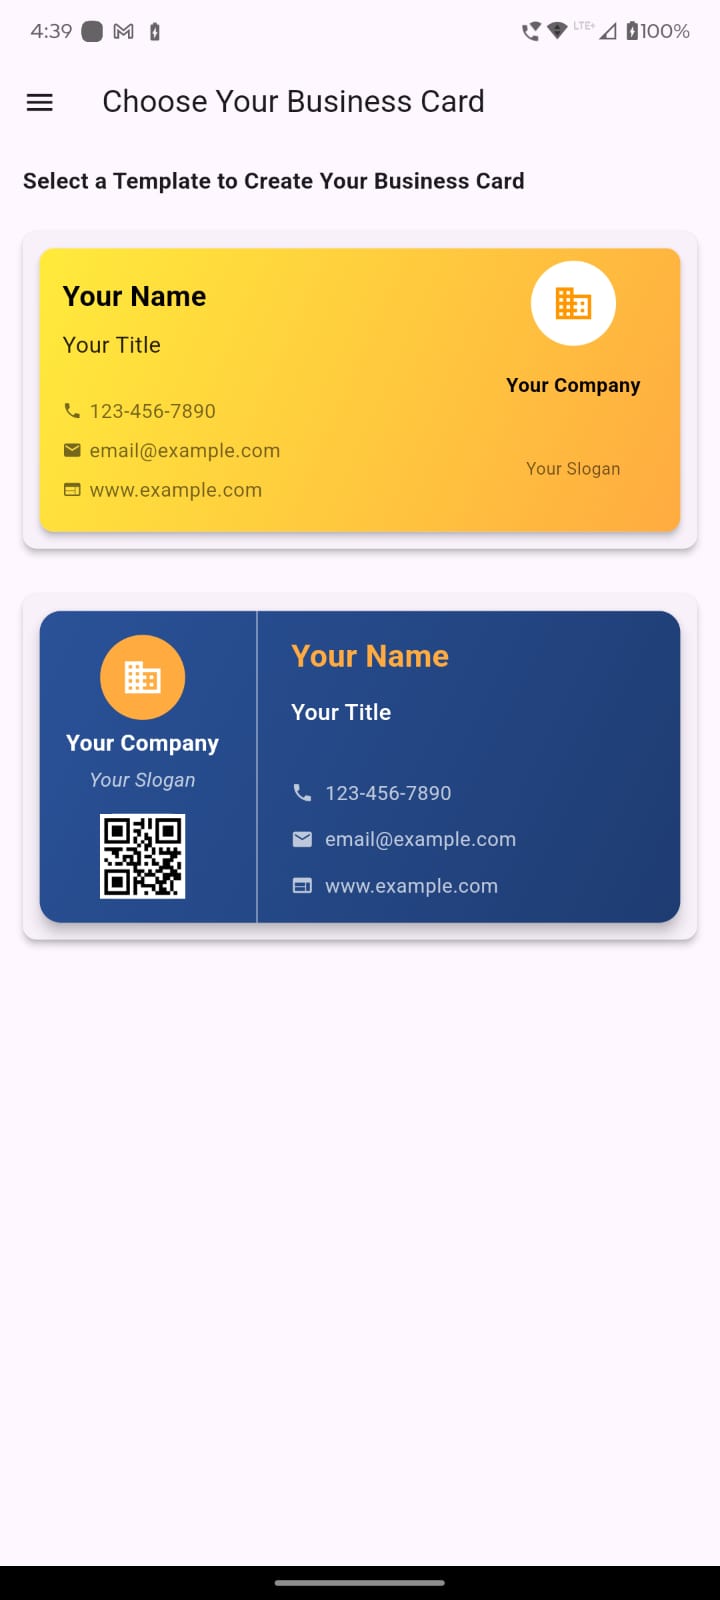 4:39
LTE+
100%
Choose Your Business Card
Select a Template to Create Your Business Card
Your Name
Your Title
123-456-7890
email@example.com
www.example.com
Your Company
Your Slogan
Your Company
Your Slogan
Your Name
Your Title
123-456-7890
email@example.com
www.example.com